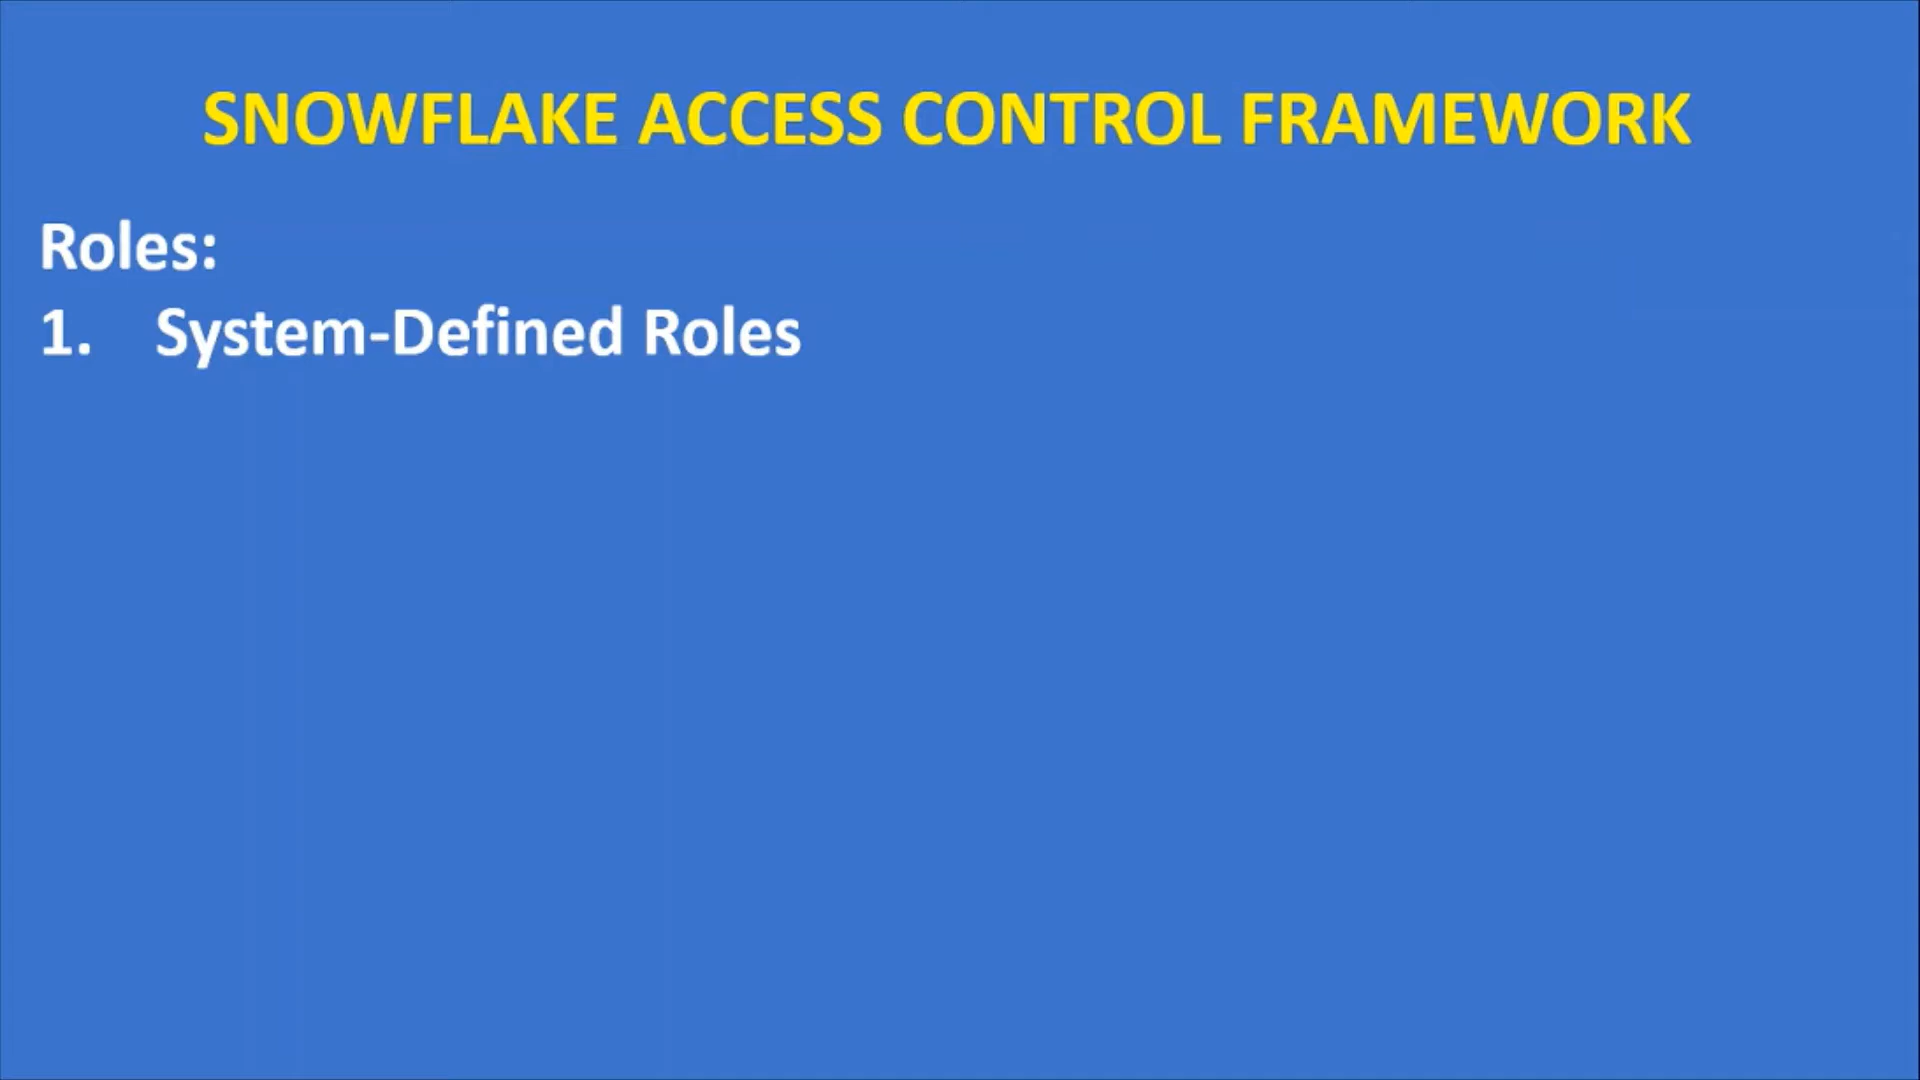 SNOWFLAKE ACCESS CONTROL FRAMEWORK
Roles:
1. System-Defined Roles